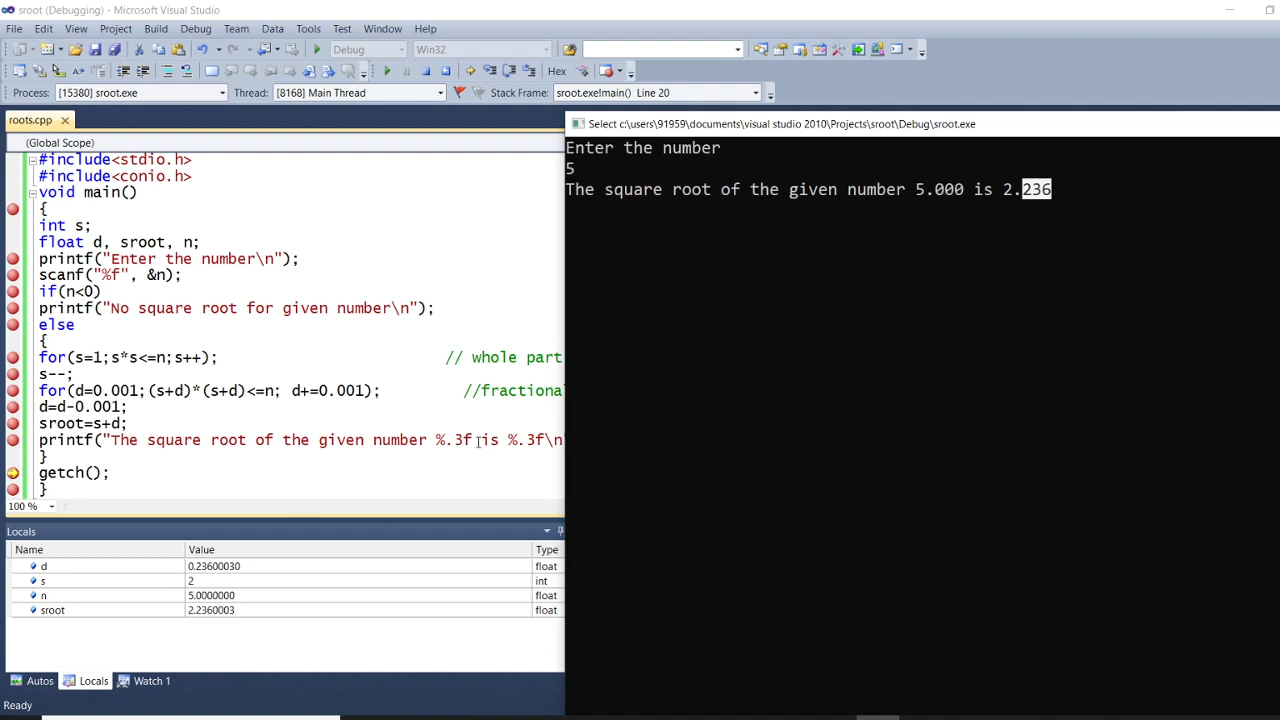 sroot (Debugging) - Microsoft Visual Studio
File Edit View Project Build Debug Team Data Tools Test Window Help
Debug Win32
Hex
Process: [15380] sroot.exe Thread: [8168] Main Thread Stack Frame: sroot.exe!main() Line 20
roots.cpp
(Global Scope)
#include<stdio.h>
#include<conio.h>
void main()
{
int s;
float d, sroot, n;
printf("Enter the number\n");
scanf("%f", &n);
if(n<0)
printf("No square root for given number\n");
else
{
for(s=1;s*s<=n;s++); // whole part
s--;
for(d=0.001;(s+d)*(s+d)<=n; d+=0.001); //fractional
d=d-0.001;
sroot=s+d;
printf("The square root of the given number %.3f is %.3f\n"
}
getch();
}
100 %
Select c:\users\91959\documents\visual studio 2010\Projects\sroot\Debug\sroot.exe
Enter the number
5
The square root of the given number 5.000 is 2.236
Locals
Name Value Type
d 0.23600030 float
s 2 int
n 5.0000000 float
sroot 2.2360003 float
Autos Locals Watch 1
Ready